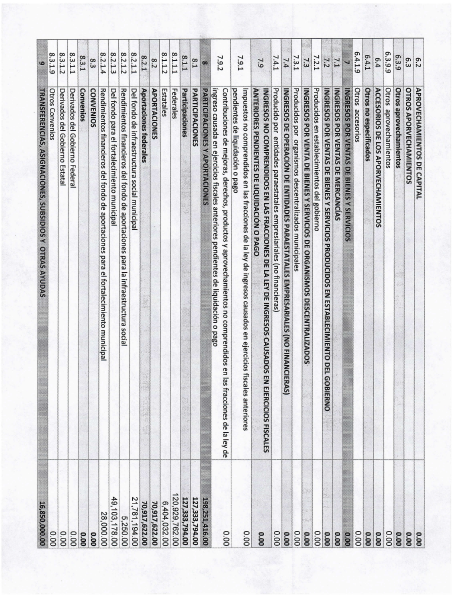 6.2 APROVECHAMIENTO DE CAPITAL 0.00
6.3 OTROS APORVECHAMIENTOS 0.00
6.3.9 Otros aprovechamientos 0.00
6.3.9.9 Otros aprovechamientos 0.00
6.4 ACCESORIOS DE LOS APORVECHAMIENTOS 0.00
6.4.1 Otros no especificados 0.00
6.4.1.9 Otros accesorios 0.00
7 INGRESOS POR VENTAS DE BIENES Y SERVICIOS 0.00
7.1 INGRESOS POR VENTAS DE MERCANCIAS 0.00
7.2 INGRESOS POR VENTAS DE BIENES Y SERVICIOS PRODUCIDOS EN ESTABLECIMIENTO DEL GOBIERNO 0.00
7.2.1 Producidos en establecimientos del gobierno 0.00
7.3 INGRESOS POR VENTA DE BIENES Y SERVICIOS DE ORGANISMOS DESCENTRALIZADOS 0.00
7.3.1 Producido por organismos descentralizados municipales 0.00
7.4 INGRESOS DE OPERACIÓN DE ENTIDADES PARAESTATALES EMPRESARIALES (NO FINANCIERAS) 0.00
7.4.1 Producido por entidades paraestatales empresariales (no financieras) 0.00
7.9 INGRESOS NO COMPRENDIDOS EN LAS FRACCIONES DE LA LEY DE INGRESOS CAUSADOS EN EJERCICIOS FISCALES
ANTERIORES PENDIENTES DE LIQUIDACIÓN O PAGO 0.00
7.9.1 Impuestos no comprendidos en las fracciones de la ley de ingresos causados en ejercicios fiscales anteriores
pendientes de liquidación o pago 0.00
7.9.2 Contribuciones de mejoras, derechos, productos y aprovechamientos no comprendidos en las fracciones de la ley de
ingreso causada en ejercicios fiscales anteriores pendientes de liquidación o pago 0.00
8 PARTICIPACIONES Y APORTACIONES 198,251,416.00
8.1 PARTICIPACIONES 127,333,794.00
8.1.1 Participaciones 127,333,794.00
8.1.1.1 Federales 120,929,762.00
8.1.1.2 Estatales 6,404,032.00
8.2 APORTACIONES 70,917,622.00
8.2.1 Aportaciones federales 70,917,622.00
8.2.1.1 Del fondo de infraestructura social municipal 21,781,194.00
8.2.1.2 Rendimientos financieros del fondo de aportaciones para la infraestructura social 5,250.00
8.2.1.3 Del fondo para el fortalecimiento municipal 49,103,178.00
8.2.1.4 Rendimientos financieros del fondo de aportaciones para el fortalecimiento municipal 28,000.00
8.3 CONVENIOS 0.00
8.3.1 Convenios 0.00
8.3.1.1 Derivados del Gobierno Federal 0.00
8.3.1.2 Derivados del Gobierno Estatal 0.00
8.3.1.9 Otros Convenios 0.00
9 TRANSFERENCIAS, ASIGNACIONES, SUBSIDIOS Y OTRAS AYUDAS 16,850,000.00